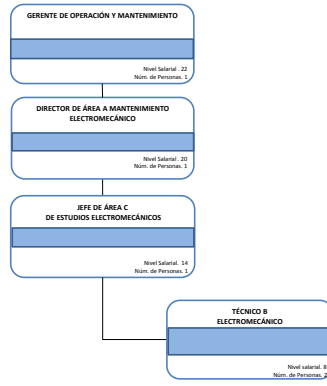 GERENTE DE OPERACIÓN Y MANTENIMIENTO
Nivel Salarial . 22
Núm. de Personas. 1
DIRECTOR DE ÁREA A MANTENIMIENTO
ELECTROMECÁNICO
Nivel Salarial . 20
Núm. de Personas. 1
JEFE DE ÁREA C
DE ESTUDIOS ELECTROMECÁNICOS
Nivel Salarial. 14
Núm. de Personas. 1
TÉCNICO B
ELECTROMECÁNICO
Nivel salarial. 8
Núm. de Personas. 2